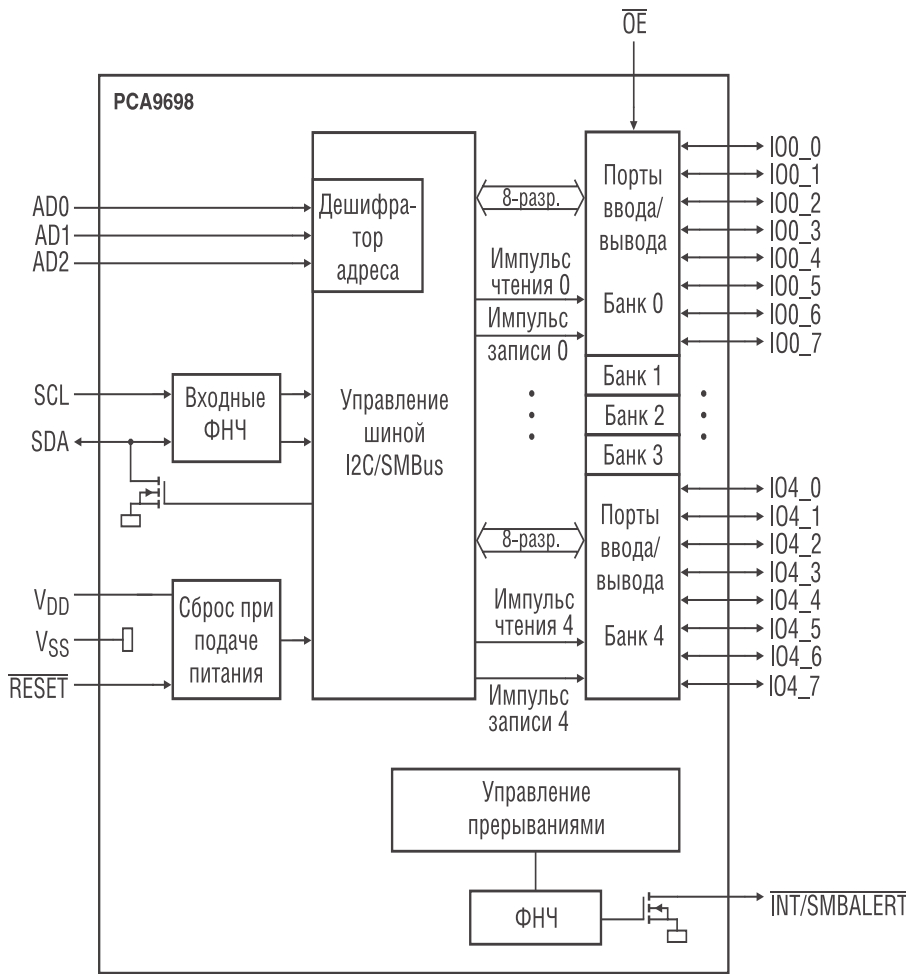 OE
PCA9698
AD0
AD1
AD2
Дешифра-
тор
адреса
SCL
SDA
Входные
ФНЧ
Управление
шиной
I2C/SMBus
VDD
VSS
RESET
Сброс при
подаче
питания
8-разр.
Импульс
чтения 0
Импульс
записи 0
8-разр.
Импульс
чтения 4
Импульс
записи 4
Порты
ввода/
вывода
Банк 0
Банк 1
Банк 2
Банк 3
Порты
ввода/
вывода
Банк 4
IO0_0
IO0_1
IO0_2
IO0_3
IO0_4
IO0_5
IO0_6
IO0_7
IO4_0
IO4_1
IO4_2
IO4_3
IO4_4
IO4_5
IO4_6
IO4_7
Управление
прерываниями
ФНЧ
INT/SMBALERT